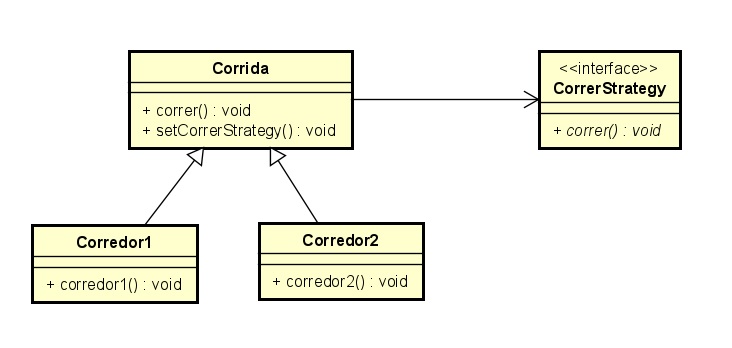 Corrida
+ correr() : void
+ setCorrerStrategy() : void
<<interface>>
CorrerStrategy
+ correr() : void
Corredor1
+ corredor1() : void
Corredor2
+ corredor2() : void